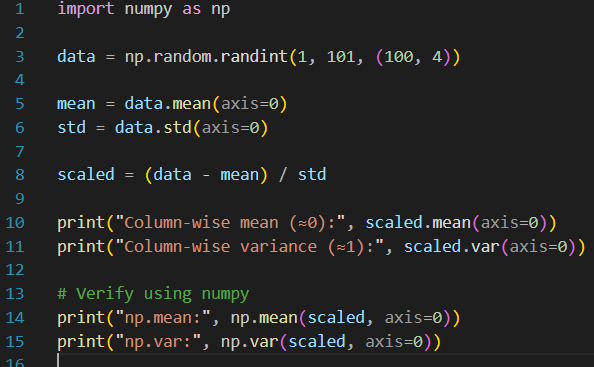 1 import numpy as np
2
3 data = np.random.randint(1, 101, (100, 4))
4
5 mean = data.mean(axis=0)
6 std = data.std(axis=0)
7
8 scaled = (data - mean) / std
9
10 print("Column-wise mean (≈0):", scaled.mean(axis=0))
11 print("Column-wise variance (≈1):", scaled.var(axis=0))
12
13 # Verify using numpy
14 print("np.mean:", np.mean(scaled, axis=0))
15 print("np.var:", np.var(scaled, axis=0))
16